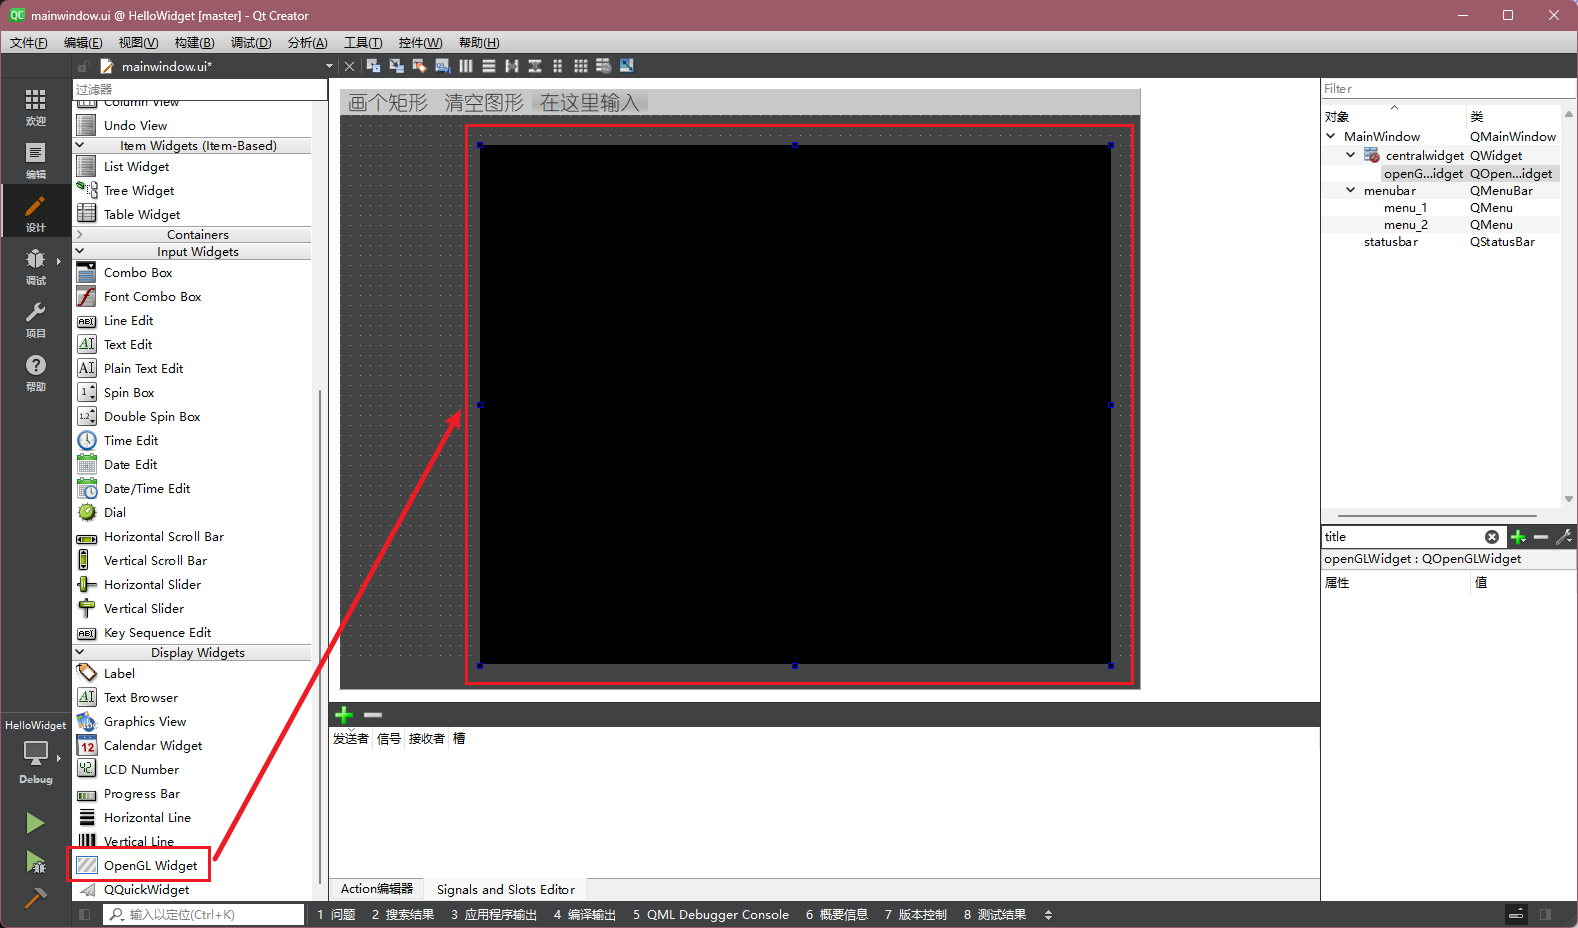 mainwindow.ui @ HelloWidget [master] - Qt Creator
文件(F) 编辑(E) 视图(V) 构建(B) 调试(D) 分析(A) 工具(T) 控件(W) 帮助(H)
mainwindow.ui*
欢迎
编辑
设计
调试
项目
帮助
HelloWidget
Debug
过滤器
Column View
Undo View
Item Widgets (Item-Based)
List Widget
Tree Widget
Table Widget
Containers
Input Widgets
Combo Box
Font Combo Box
Line Edit
Text Edit
Plain Text Edit
Spin Box
Double Spin Box
Time Edit
Date Edit
Date/Time Edit
Dial
Horizontal Scroll Bar
Vertical Scroll Bar
Horizontal Slider
Vertical Slider
Key Sequence Edit
Display Widgets
Label
Text Browser
Graphics View
Calendar Widget
LCD Number
Progress Bar
Horizontal Line
Vertical Line
OpenGL Widget
QQuickWidget
画个矩形 清空图形 在这里输入
发送者 信号 接收者 槽
Action编辑器 Signals and Slots Editor
Filter
对象 类
MainWindow QMainWindow
centralwidget QWidget
openG...idget QOpen...idget
menubar QMenuBar
menu_1 QMenu
menu_2 QMenu
statusbar QStatusBar
title
openGLWidget : QOpenGLWidget
属性 值
输入以定位(Ctrl+K) 1 问题 2 搜索结果 3 应用程序输出 4 编译输出 5 QML Debugger Console 6 概要信息 7 版本控制 8 测试结果